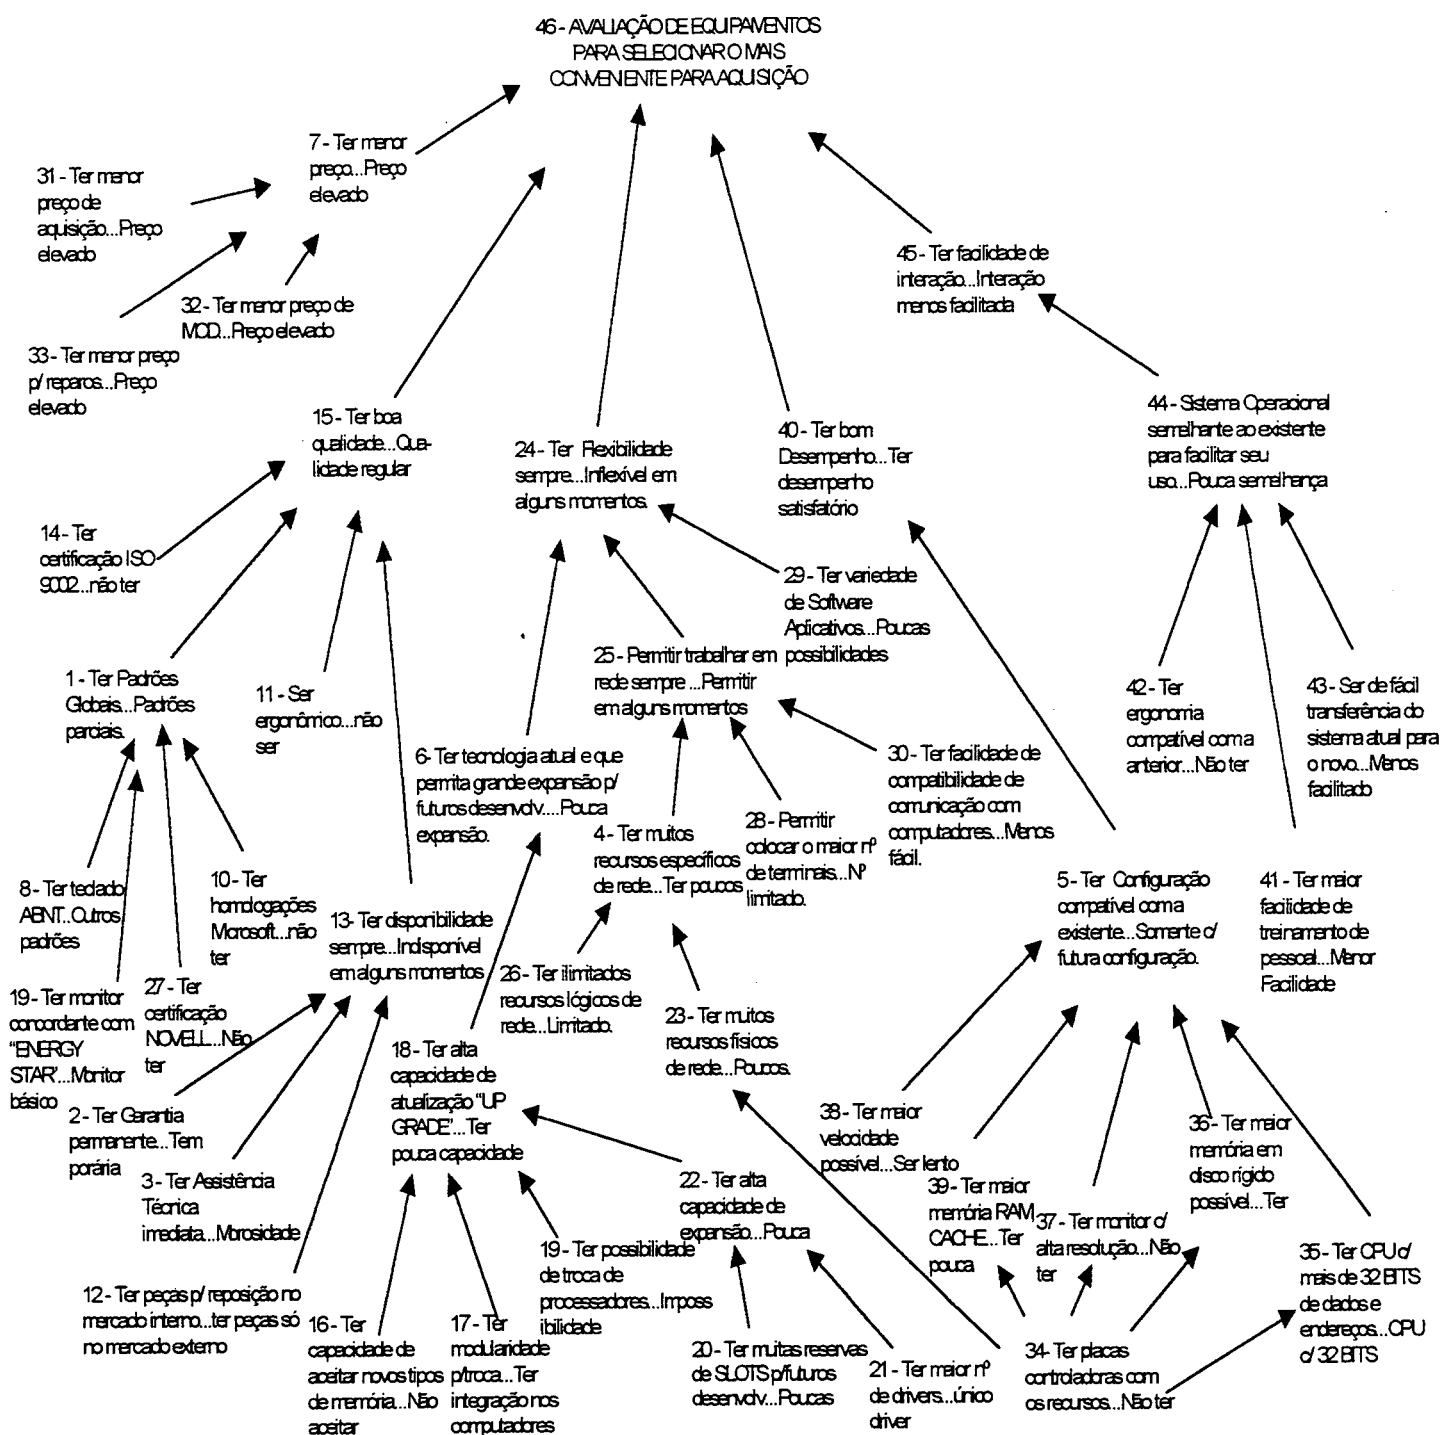 46 - AVALIAÇÃO DE EQUIPAMENTOS
PARA SELECIONAR O MAIS
CONVENIENTE PARA AQUISIÇÃO
7 - Ter menor
preço...Preço
elevado
31 - Ter menor
preço de
aquisição...Preço
elevado
45 - Ter facilidade de
interação...Interação
menos facilitada
32 - Ter menor preço de
MOD...Preço elevado
33 - Ter menor preço
p/ reparos...Preço
elevado
15 - Ter boa
qualidade...Qua-
lidade regular
24 - Ter Flexibilidade
sempre...Inflexível em
alguns momentos.
40 - Ter bom
Desempenho...Ter
desempenho
satisfatório
44 - Sistema Operacional
semelhante ao existente
para facilitar seu
uso...Pouca semelhança
14 - Ter
certificação ISO
9002...não ter
29 - Ter variedade
de Software
Aplicativos...Poucas
possibilidades
1 - Ter Padrões
Globais...Padrões
parciais.
11 - Ser
ergonômico...não
ser
25 - Permitir trabalhar em
rede sempre ...Permitir
em alguns momentos
42 - Ter
ergonomia
compatível com a
anterior...Não ter
43 - Ser de fácil
transferência do
sistema atual para
o novo...Menos
facilitado
6- Ter tecnologia atual e que
permita grande expansão p/
futuros desenvolv....Pouca
expansão.
30 - Ter facilidade de
compatibilidade de
comunicação com
computadores...Menos
fácil.
4 - Ter muitos
recursos específicos
de rede...Ter poucos
28 - Permitir
colocar o maior nº
de terminais...Nº
limitado.
8 - Ter teclado
ABNT...Outros
padrões
10 - Ter
homologações
Microsoft...não
ter
13- Ter disponibilidade
sempre...Indisponível
em alguns momentos
5 - Ter Configuração
compatível com a
existente...Somente c/
futura configuração.
41 - Ter maior
facilidade de
treinamento de
pessoal...Menor
Facilidade
19 - Ter monitor
concordante com
"ENERGY
STAR"...Monitor
básico
27 - Ter
certificação
NOVELL...Não
ter
26 - Ter ilimitados
recursos lógicos de
rede...Limitado.
23 - Ter muitos
recursos físicos
de rede...Poucos.
18 - Ter alta
capacidade de
atualização "UP
GRADE"...Ter
pouca capacidade
2 - Ter Garantia
permanente...Tem
porária
38 - Ter maior
velocidade
possível...Ser lento
36 - Ter maior
memória em
disco rígido
possível...Ter
3 - Ter Assistência
Técnica
imediata...Morosidade
22 - Ter alta
capacidade de
expansão...Pouca
39 - Ter maior
memória RAM
CACHE...Ter
pouca
37 - Ter monitor c/
alta resolução...Não
ter
19 - Ter possibilidade
de troca de
processadores...Imposs
ibilidade
35 - Ter CPU c/
mais de 32 BITS
de dados e
endereços...CPU
c/ 32 BITS
12 - Ter peças p/ reposição no
mercado interno...ter peças só
no mercado externo
16 - Ter
capacidade de
aceitar novos tipos
de memória...Não
aceitar
17 - Ter
modularidade
p/troca...Ter
integração nos
computadores
20 - Ter muitas reservas
de SLOTS p/futuros
desenvolv...Poucas
21 - Ter maior nº
de drivers...único
driver
34- Ter placas
controladoras com
os recursos...Não ter